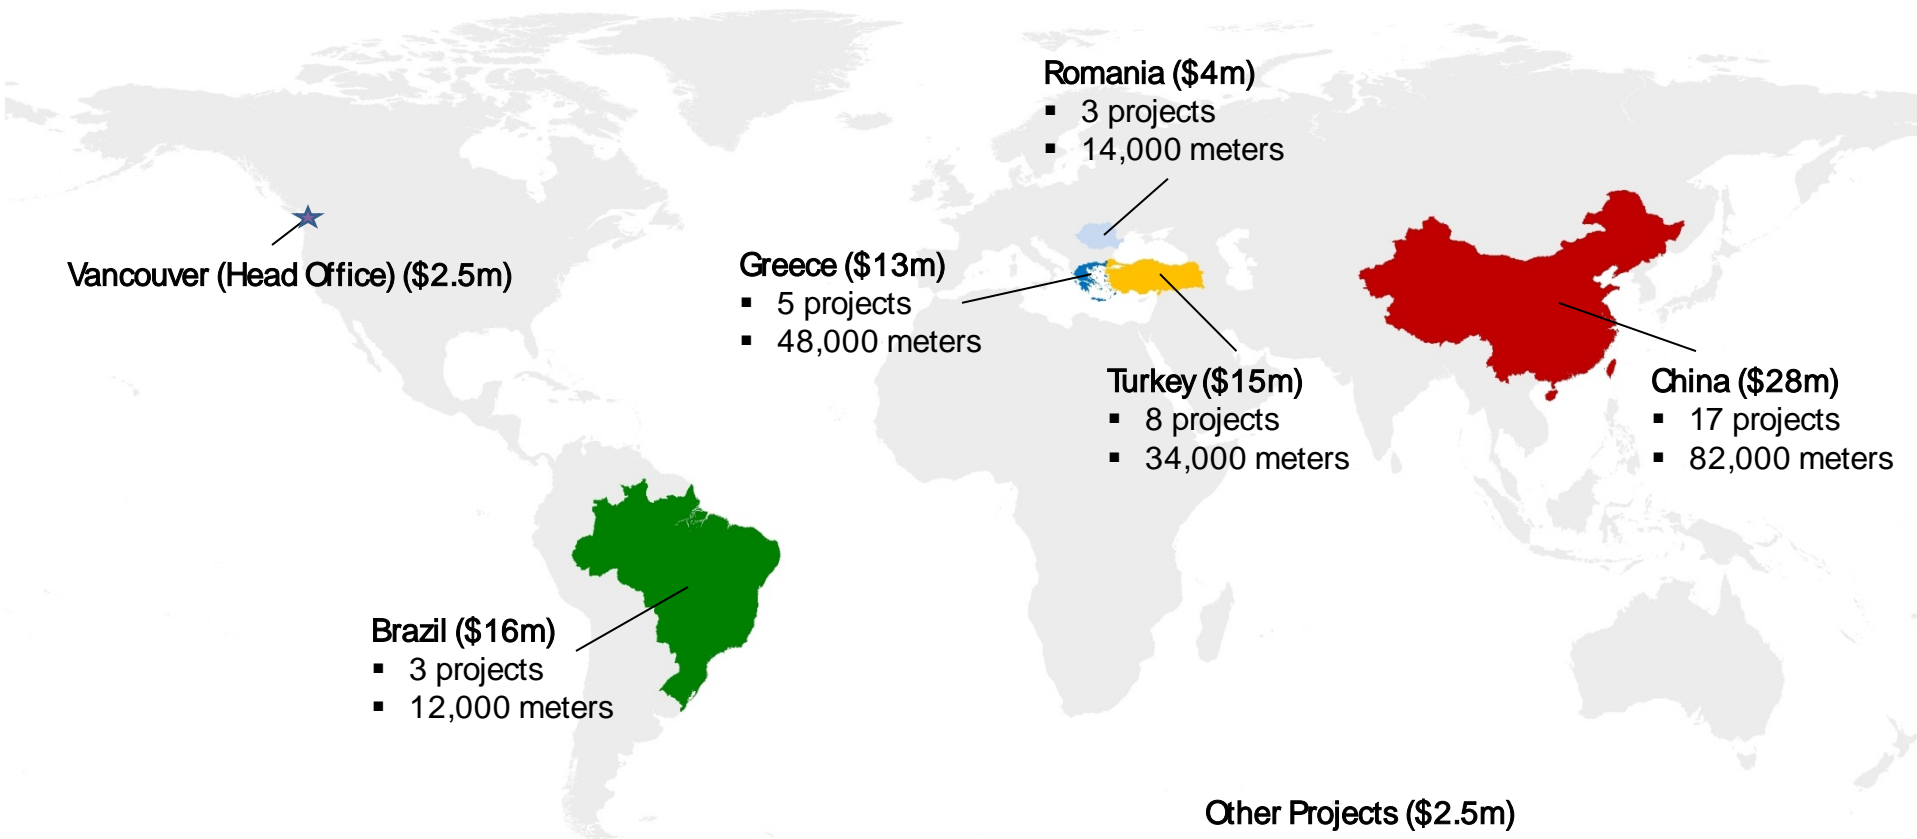 Romania ($4m)
▪ 3 projects
▪ 14,000 meters
Vancouver (Head Office) ($2.5m)
Greece ($13m)
▪ 5 projects
▪ 48,000 meters
Turkey ($15m)
▪ 8 projects
▪ 34,000 meters
China ($28m)
▪ 17 projects
▪ 82,000 meters
Brazil ($16m)
▪ 3 projects
▪ 12,000 meters
Other Projects ($2.5m)